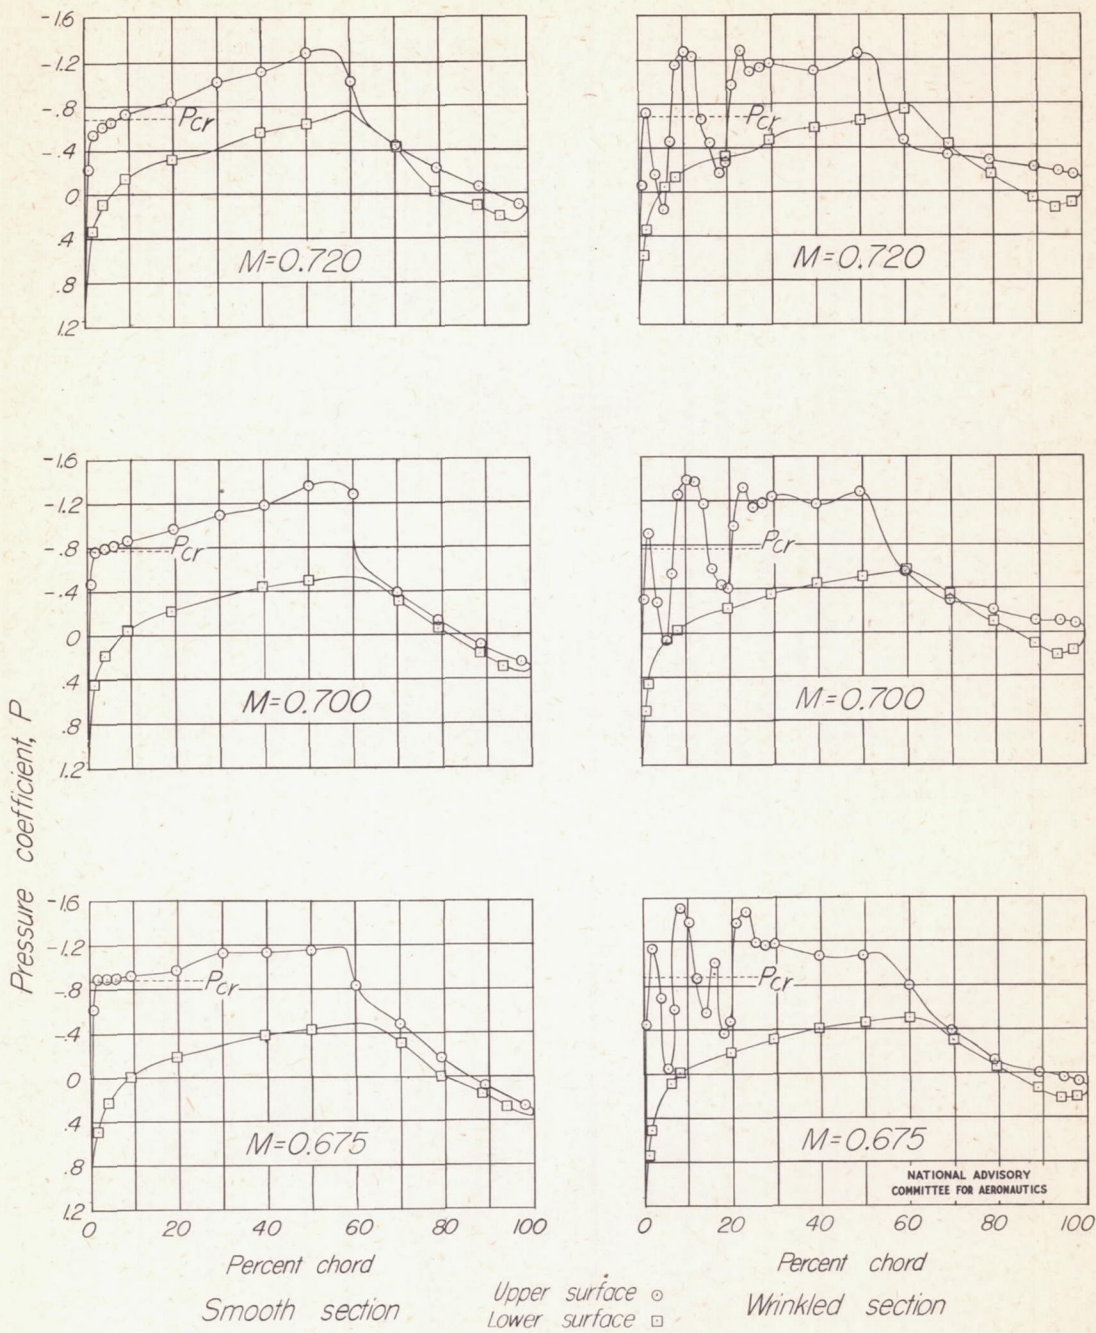 -1.6
-1.2
-.8
-.4
0
.4
.8
1.2
Pcr
M=0.720
Pcr
M=0.720
-1.6
-1.2
-.8
-.4
0
.4
.8
1.2
Pcr
M=0.700
Pcr
M=0.700
Pressure coefficient, P
-1.6
-1.2
-.8
-.4
0
.4
.8
1.2
Pcr
M=0.675
Pcr
M=0.675
NATIONAL ADVISORY
COMMITTEE FOR AERONAUTICS
0 20 40 60 80 100
0 20 40 60 80 100
Percent chord
Percent chord
Smooth section
Upper surface
Lower surface
Wrinkled section